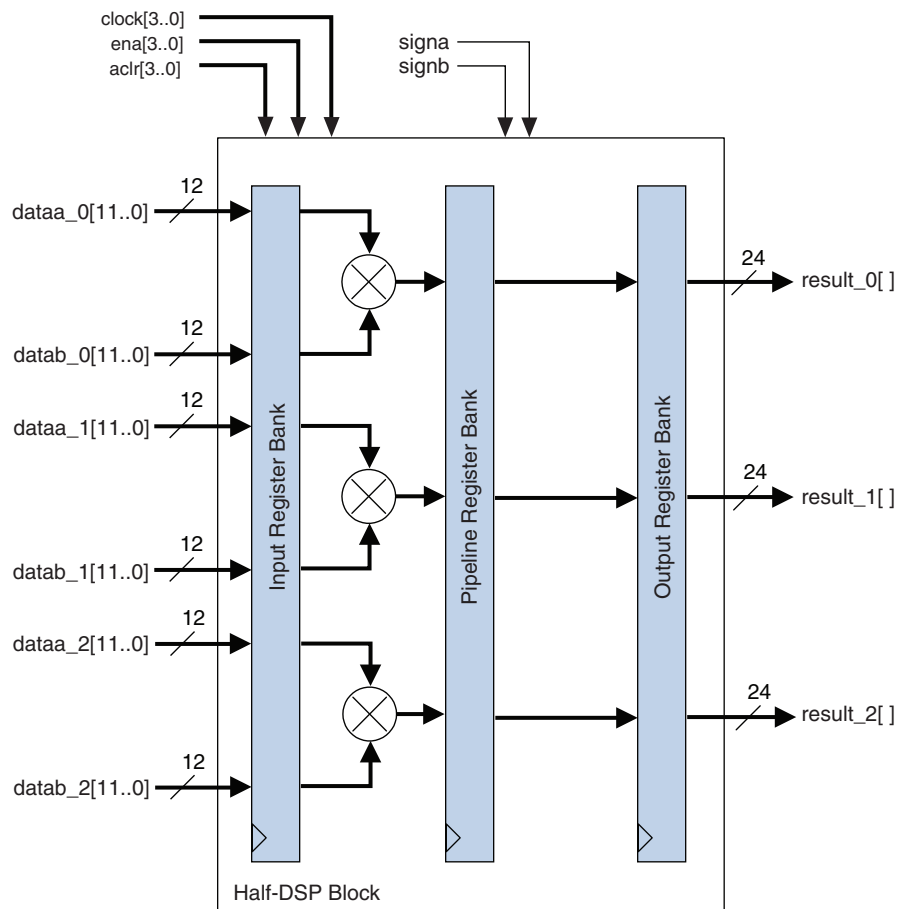 clock[3..0]
ena[3..0]
aclr[3..0]
signa
signb
12
dataa_0[11..0]
24
result_0[ ]
12
datab_0[11..0]
12
dataa_1[11..0]
24
result_1[ ]
12
datab_1[11..0]
12
dataa_2[11..0]
24
result_2[ ]
12
datab_2[11..0]
Input Register Bank
Pipeline Register Bank
Output Register Bank
Half-DSP Block